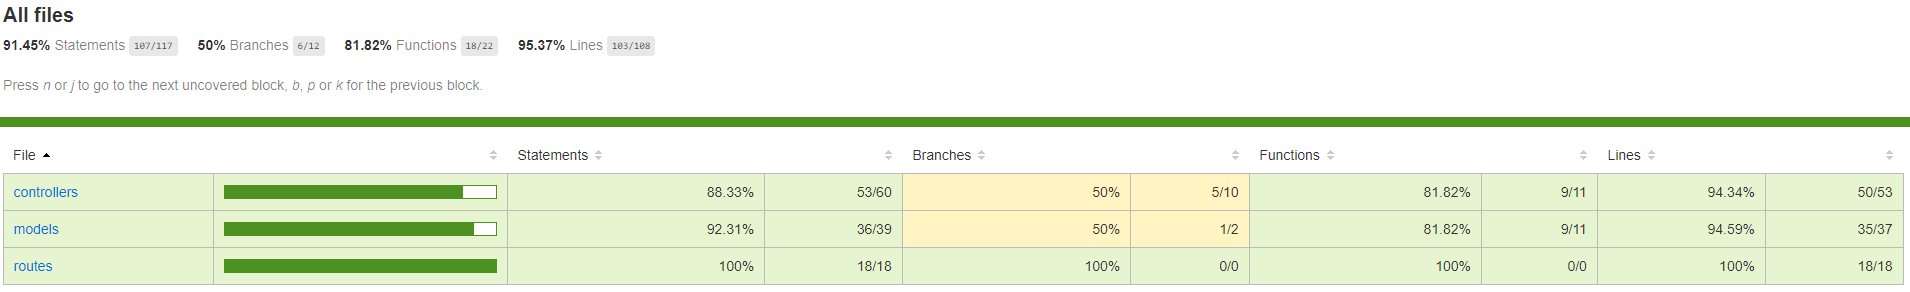 All files
91.45% Statements 107/117 50% Branches 6/12 81.82% Functions 18/22 95.37% Lines 103/108
Press n or j to go to the next uncovered block, b, p or k for the previous block.
File Statements Branches Functions Lines
controllers 88.33% 53/60 50% 5/10 81.82% 9/11 94.34% 50/53
models 92.31% 36/39 50% 1/2 81.82% 9/11 94.59% 35/37
routes 100% 18/18 100% 0/0 100% 0/0 100% 18/18